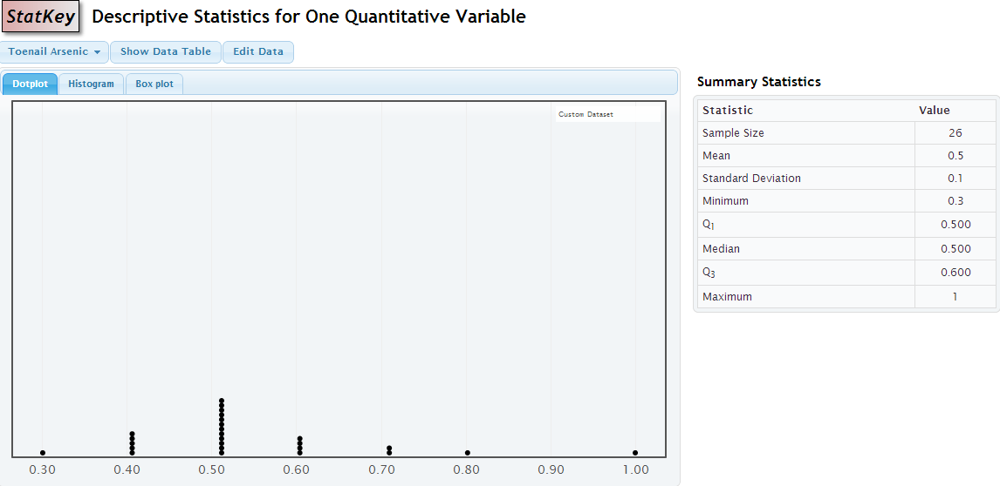 StatKey Descriptive Statistics for One Quantitative Variable
Toenail Arsenic Show Data Table Edit Data
Dotplot Histogram Box plot
Custom Dataset
0.30 0.40 0.50 0.60 0.70 0.80 0.90 1.00
Summary Statistics
Statistic Value
Sample Size 26
Mean 0.5
Standard Deviation 0.1
Minimum 0.3
Q1 0.500
Median 0.500
Q3 0.600
Maximum 1